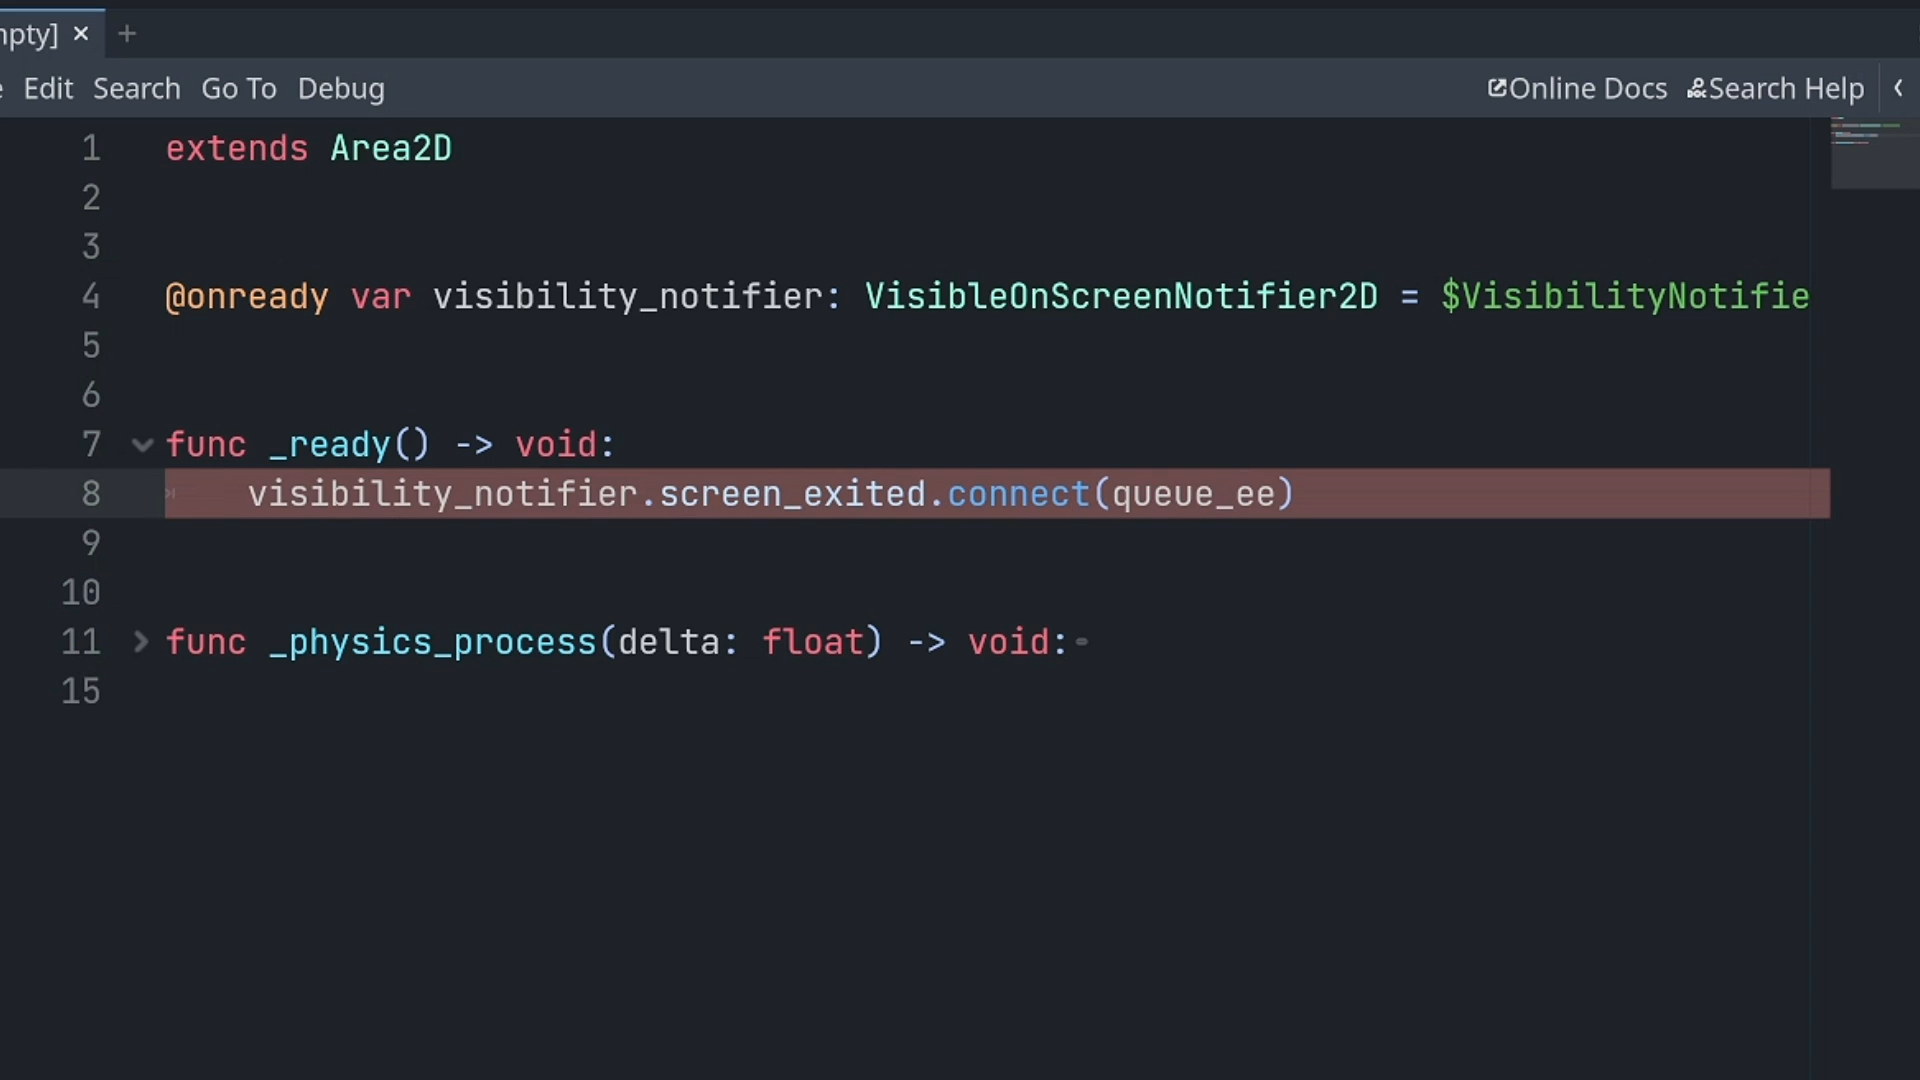 mpty] × +
Edit Search Go To Debug Online Docs Search Help
1 extends Area2D
2
3
4 @onready var visibility_notifier: VisibleOnScreenNotifier2D = $VisibilityNotifie
5
6
7 func _ready() -> void:
8 visibility_notifier.screen_exited.connect(queue_ee)
9
10
11 func _physics_process(delta: float) -> void:
15